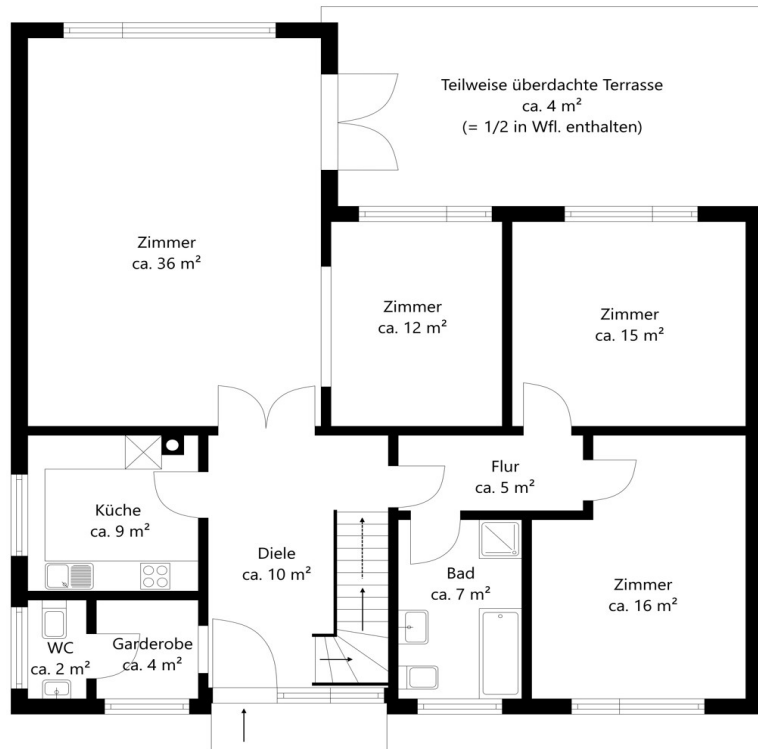 Teilweise überdachte Terrasse
ca. 4 m²
(= 1/2 in Wfl. enthalten)
Zimmer
ca. 36 m²
Zimmer
ca. 12 m²
Zimmer
ca. 15 m²
Flur
ca. 5 m²
Küche
ca. 9 m²
Diele
ca. 10 m²
Bad
ca. 7 m²
Zimmer
ca. 16 m²
WC
ca. 2 m²
Garderobe
ca. 4 m²